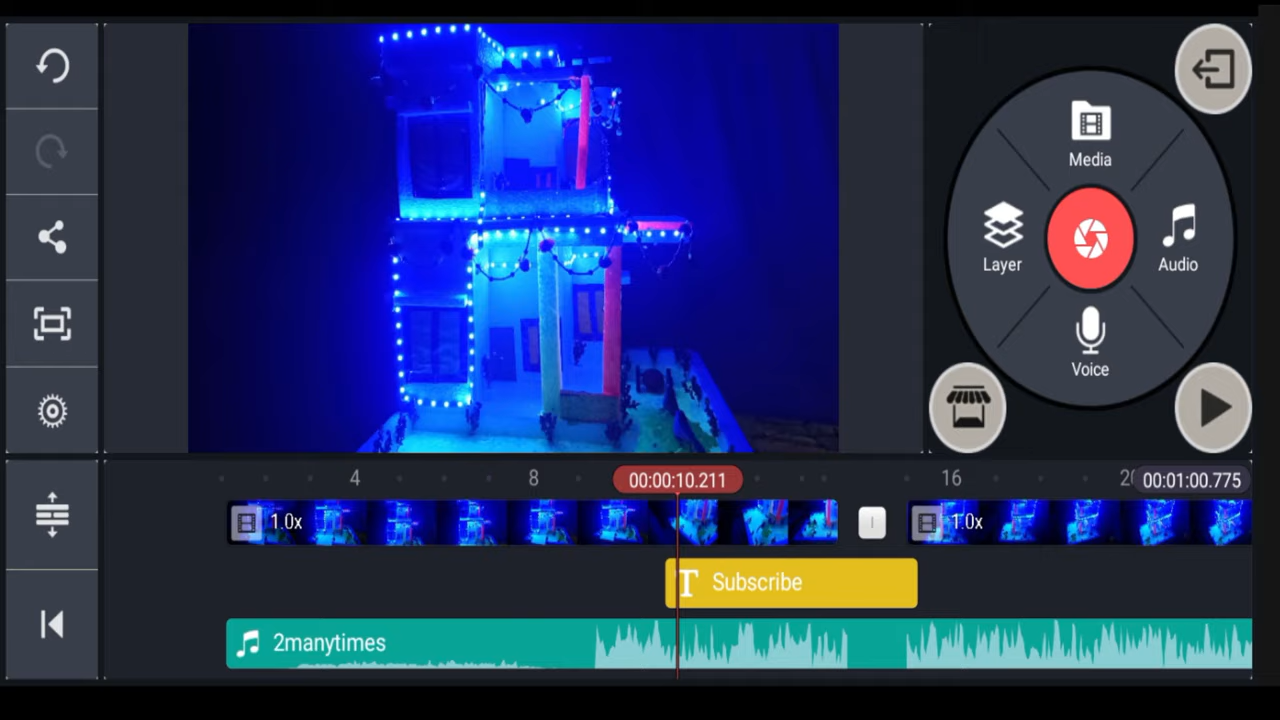 Media
Layer
Audio
Voice
4
8
00:00:10.211
16
20
00:01:00.775
1.0x
1.0x
T Subscribe
2manytimes